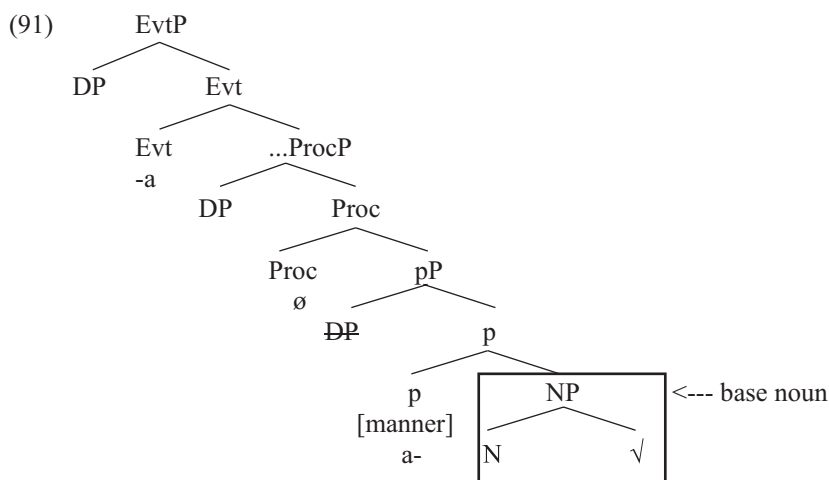 (91) EvtP
DP Evt
Evt ...ProcP
-a
DP Proc
Proc pP
ø
DP p
p NP <--- base noun
[manner]
a- N √